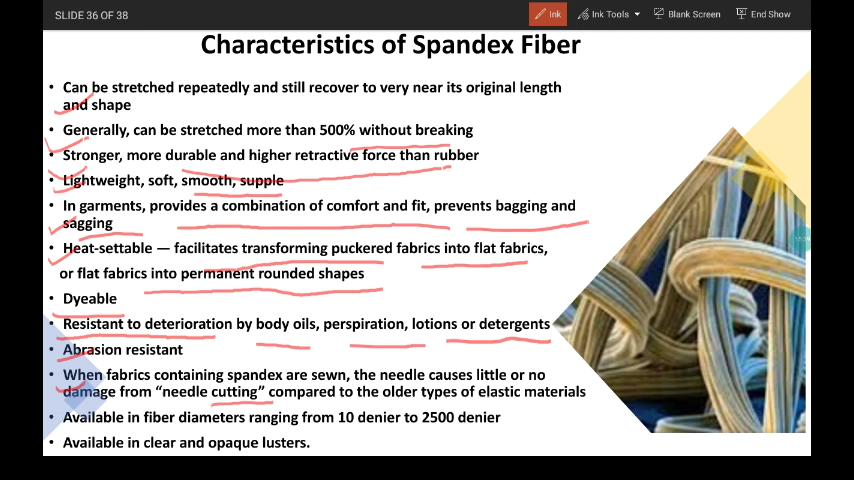 SLIDE 36 OF 38
Ink
Ink Tools
Blank Screen
End Show
Characteristics of Spandex Fiber
• Can be stretched repeatedly and still recover to very near its original length
and shape
• Generally, can be stretched more than 500% without breaking
• Stronger, more durable and higher retractive force than rubber
• Lightweight, soft, smooth, supple
• In garments, provides a combination of comfort and fit, prevents bagging and
sagging
• Heat-settable — facilitates transforming puckered fabrics into flat fabrics,
or flat fabrics into permanent rounded shapes
• Dyeable
• Resistant to deterioration by body oils, perspiration, lotions or detergents
• Abrasion resistant
• When fabrics containing spandex are sewn, the needle causes little or no
damage from “needle cutting” compared to the older types of elastic materials
• Available in fiber diameters ranging from 10 denier to 2500 denier
• Available in clear and opaque lusters.